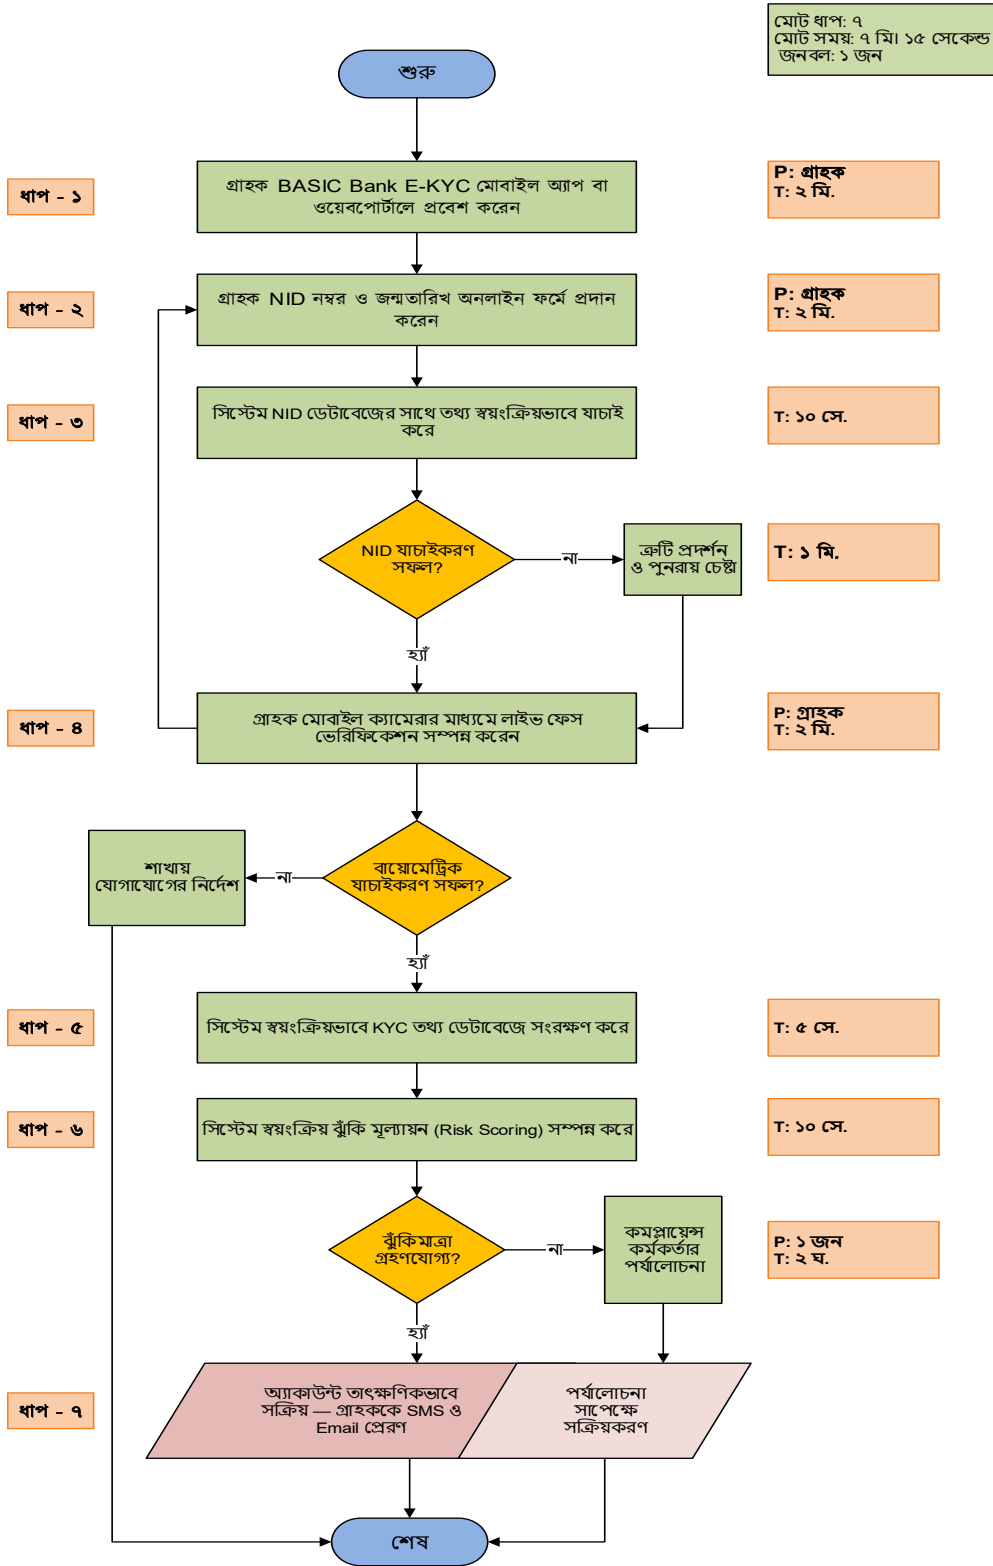 মোট ধাপ: ৭
মোট সময়: ৭ মি। ১৫ সেকেন্ড
জনবল: ১ জন
শুরু
ধাপ - ১
গ্রাহক BASIC Bank E-KYC মোবাইল অ্যাপ বা
ওয়েবপোর্টালে প্রবেশ করেন
P: গ্রাহক
T: ২ মি.
ধাপ - ২
গ্রাহক NID নম্বর ও জন্মতারিখ অনলাইন ফর্মে প্রদান
করেন
P: গ্রাহক
T: ২ মি.
ধাপ - ৩
সিস্টেম NID ডেটাবেজের সাথে তথ্য স্বয়ংক্রিয়ভাবে যাচাই
করে
T: ১০ সে.
NID যাচাইকরণ
সফল?
না
ত্রুটি প্রদর্শন
ও পুনরায় চেষ্টা
T: ১ মি.
হ্যাঁ
ধাপ - ৪
গ্রাহক মোবাইল ক্যামেরার মাধ্যমে লাইভ ফেস
ভেরিফিকেশন সম্পন্ন করেন
P: গ্রাহক
T: ২ মি.
শাখায়
যোগাযোগের নির্দেশ
না
বায়োমেট্রিক
যাচাইকরণ সফল?
হ্যাঁ
ধাপ - ৫
সিস্টেম স্বয়ংক্রিয়ভাবে KYC তথ্য ডেটাবেজে সংরক্ষণ করে
T: ৫ সে.
ধাপ - ৬
সিস্টেম স্বয়ংক্রিয় ঝুঁকি মূল্যায়ন (Risk Scoring) সম্পন্ন করে
T: ১০ সে.
ঝুঁকিমাত্রা
গ্রহণযোগ্য?
না
কমপ্লায়েন্স
কর্মকর্তার
পর্যালোচনা
P: ১ জন
T: ২ ঘ.
হ্যাঁ
ধাপ - ৭
অ্যাকাউন্ট তাৎক্ষণিকভাবে
সক্রিয় — গ্রাহককে SMS ও
Email প্রেরণ
পর্যালোচনা
সাপেক্ষে
সক্রিয়করণ
শেষ